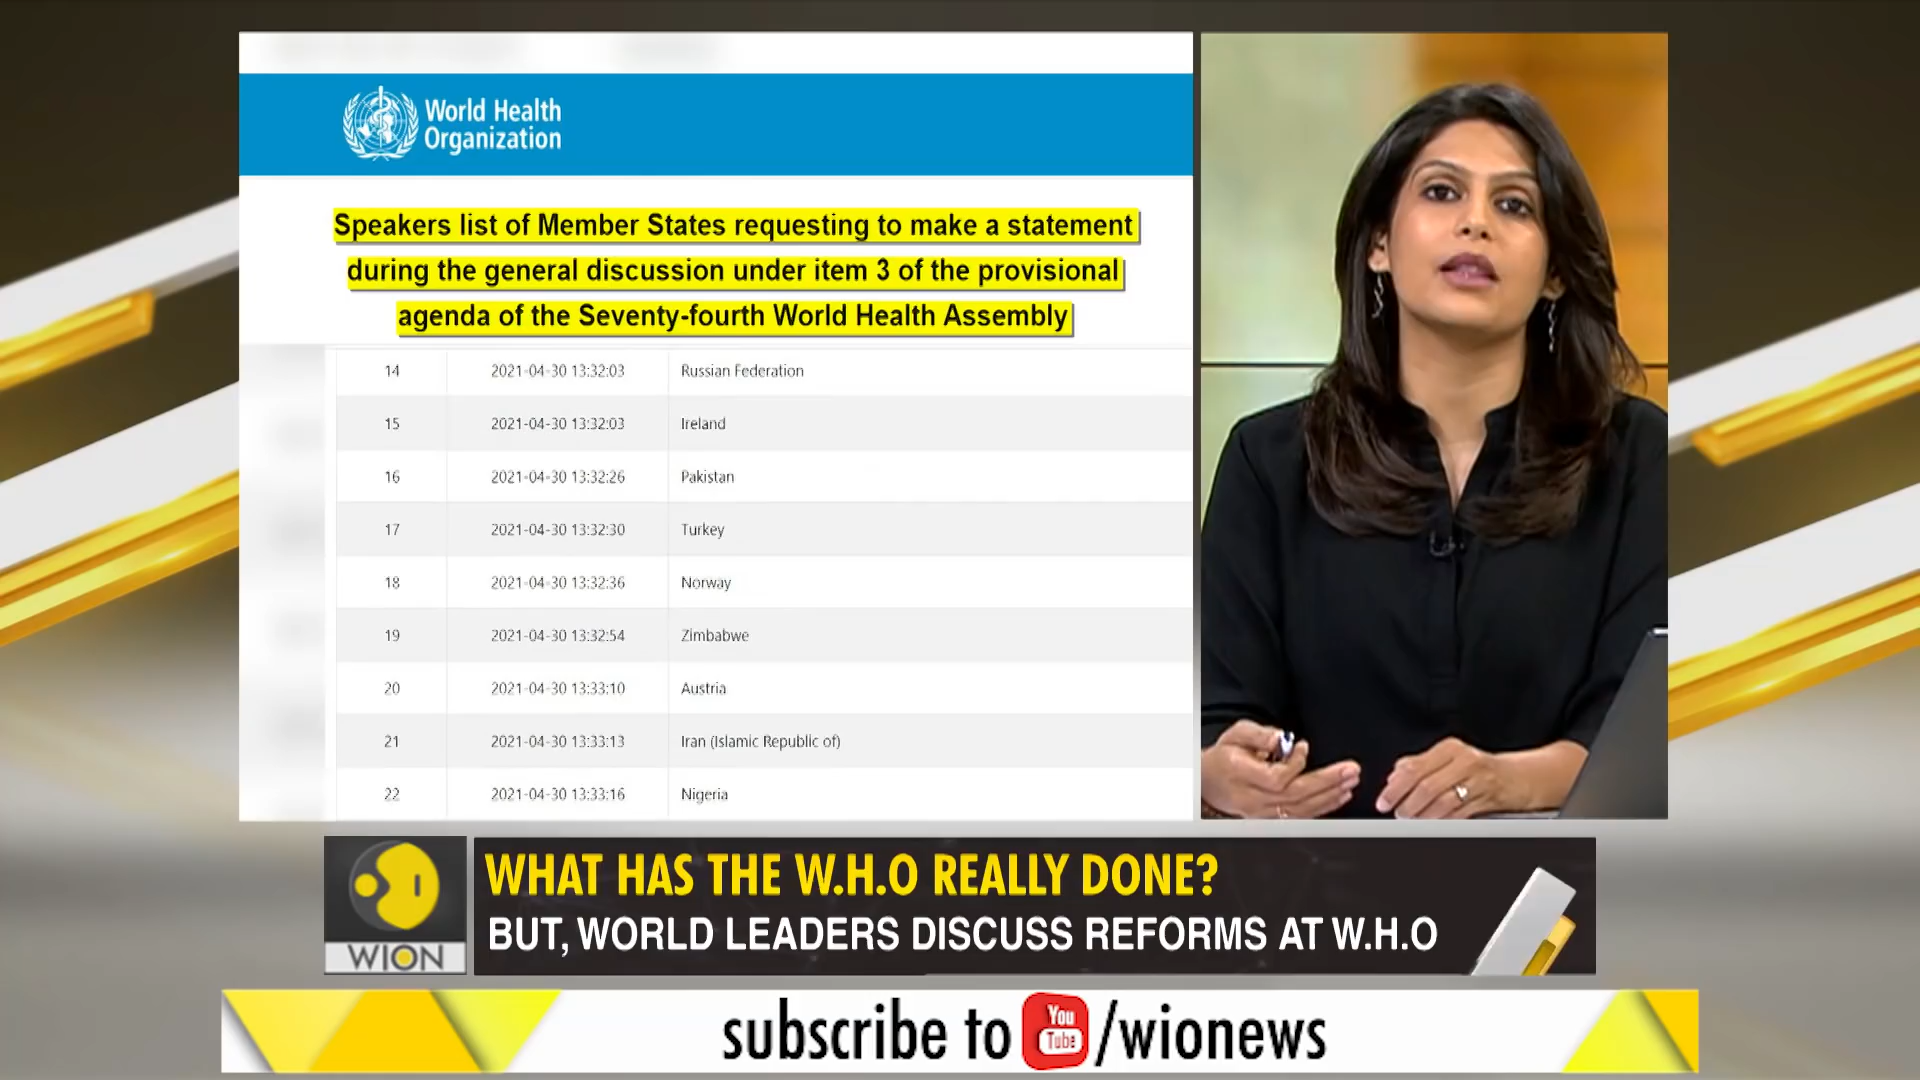 World Health
Organization
Speakers list of Member States requesting to make a statement
during the general discussion under item 3 of the provisional
agenda of the Seventy-fourth World Health Assembly
14 2021-04-30 13:32:03 Russian Federation
15 2021-04-30 13:32:03 Ireland
16 2021-04-30 13:32:26 Pakistan
17 2021-04-30 13:32:30 Turkey
18 2021-04-30 13:32:36 Norway
19 2021-04-30 13:32:54 Zimbabwe
20 2021-04-30 13:33:10 Austria
21 2021-04-30 13:33:13 Iran (Islamic Republic of)
22 2021-04-30 13:33:16 Nigeria
WHAT HAS THE W.H.O REALLY DONE?
BUT, WORLD LEADERS DISCUSS REFORMS AT W.H.O
WION
subscribe to You Tube /wionews